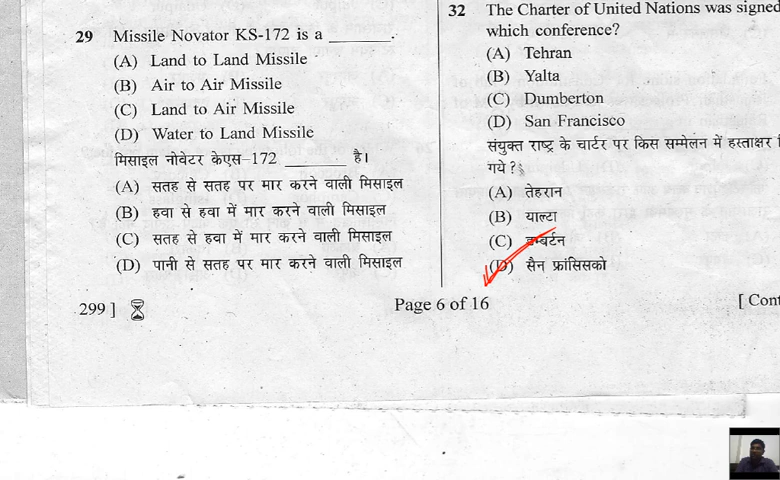 29 Missile Novator KS-172 is a ________.
(A) Land to Land Missile
(B) Air to Air Missile
(C) Land to Air Missile
(D) Water to Land Missile
मिसाइल नोवेटर केएस-172 ________ है।
(A) सतह से सतह पर मार करने वाली मिसाइल
(B) हवा से हवा में मार करने वाली मिसाइल
(C) सतह से हवा में मार करने वाली मिसाइल
(D) पानी से सतह पर मार करने वाली मिसाइल
32 The Charter of United Nations was signed
which conference?
(A) Tehran
(B) Yalta
(C) Dumberton
(D) San Francisco
संयुक्त राष्ट्र के चार्टर पर किस सम्मेलन में हस्ताक्षर
गये ?
(A) तेहरान
(B) याल्टा
(C) डम्बर्टन
(D) सैन फ्रांसिसको
299 ]
Page 6 of 16
[ Cont